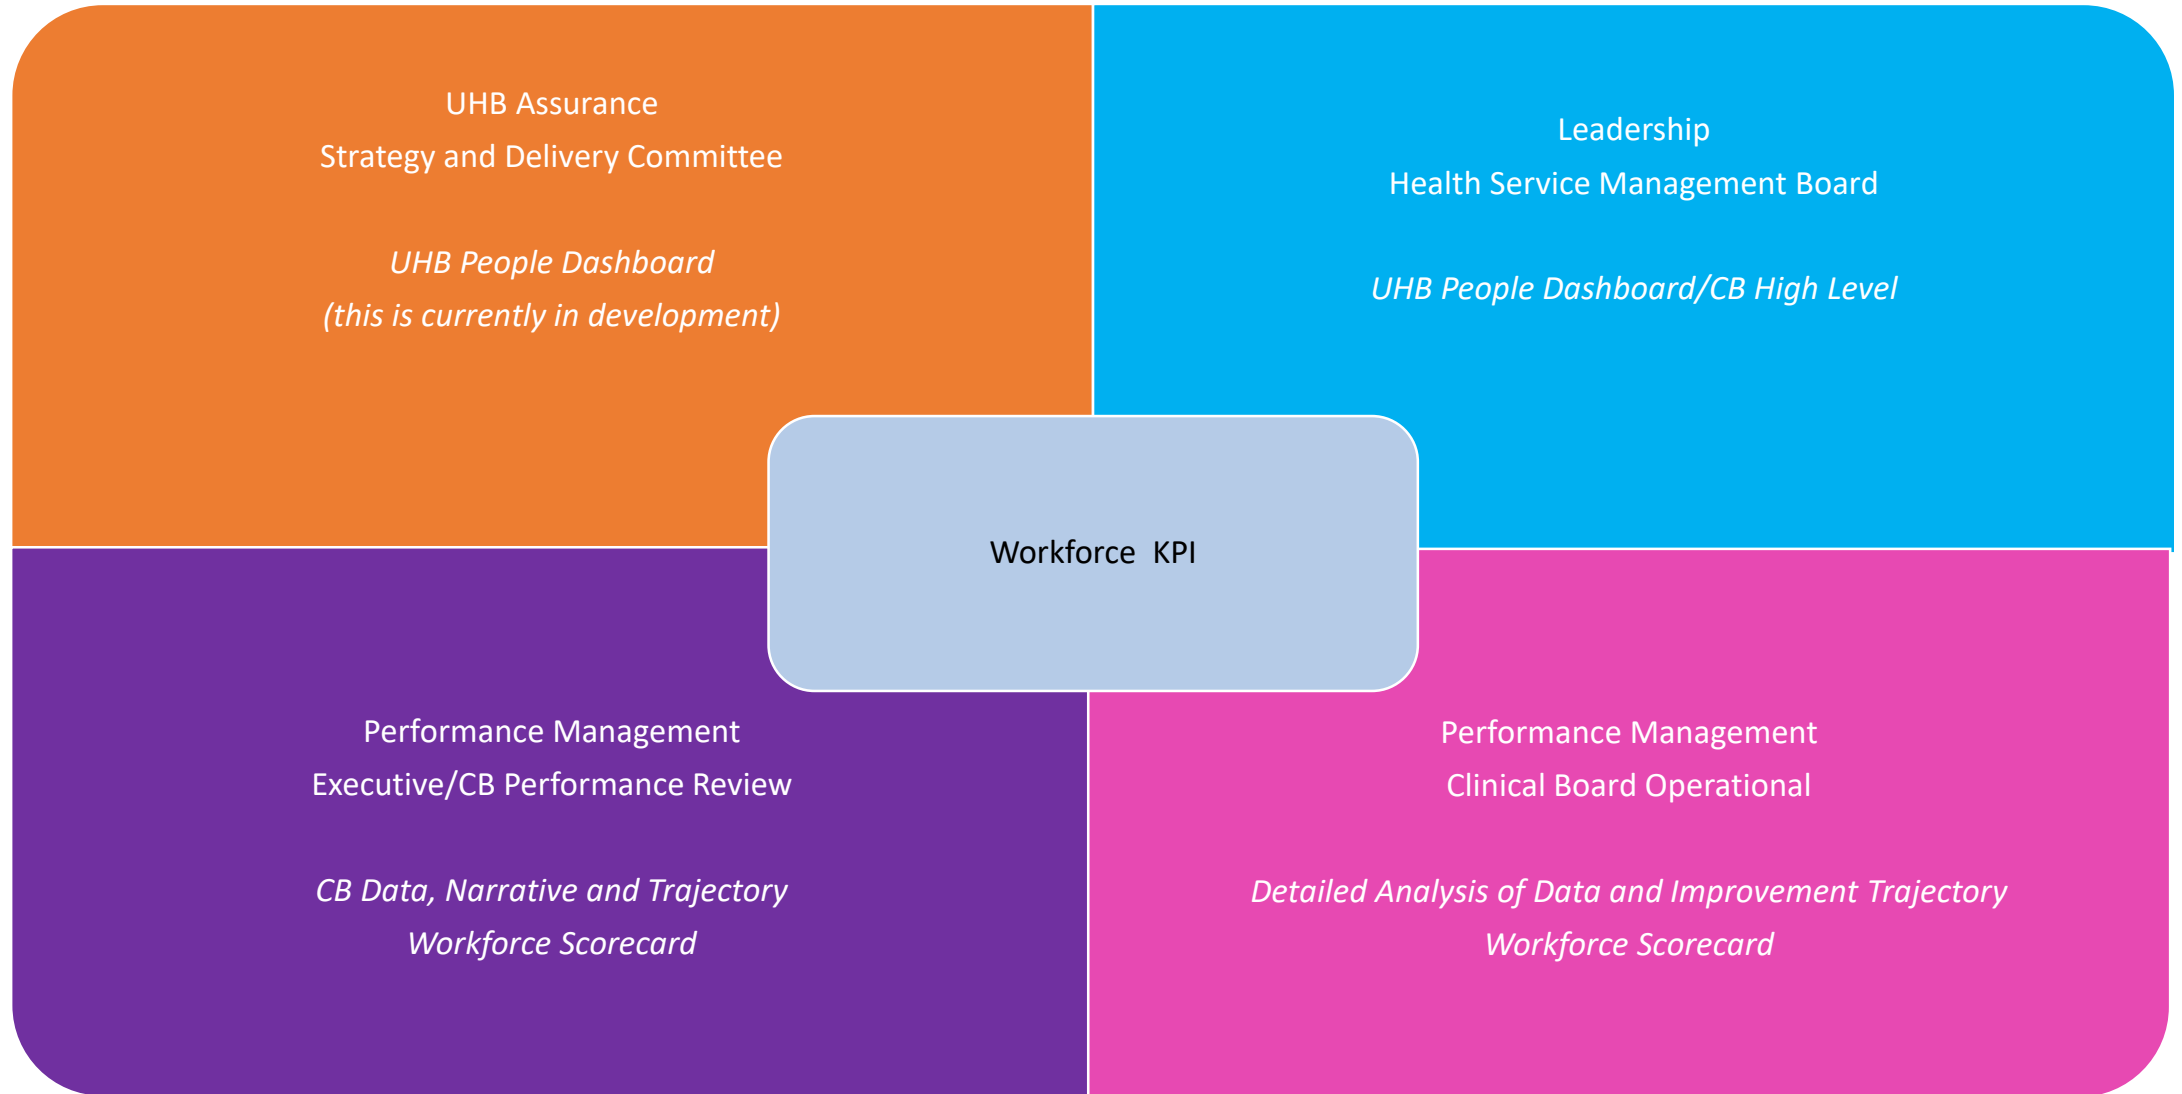 UHB Assurance
Strategy and Delivery Committee
UHB People Dashboard
(this is currently in development)
Leadership
Health Service Management Board
UHB People Dashboard/CB High Level
Workforce  KPI
Performance Management
Executive/CB Performance Review
CB Data, Narrative and Trajectory
Workforce Scorecard
Performance Management
Clinical Board Operational
Detailed Analysis of Data and Improvement Trajectory
Workforce Scorecard